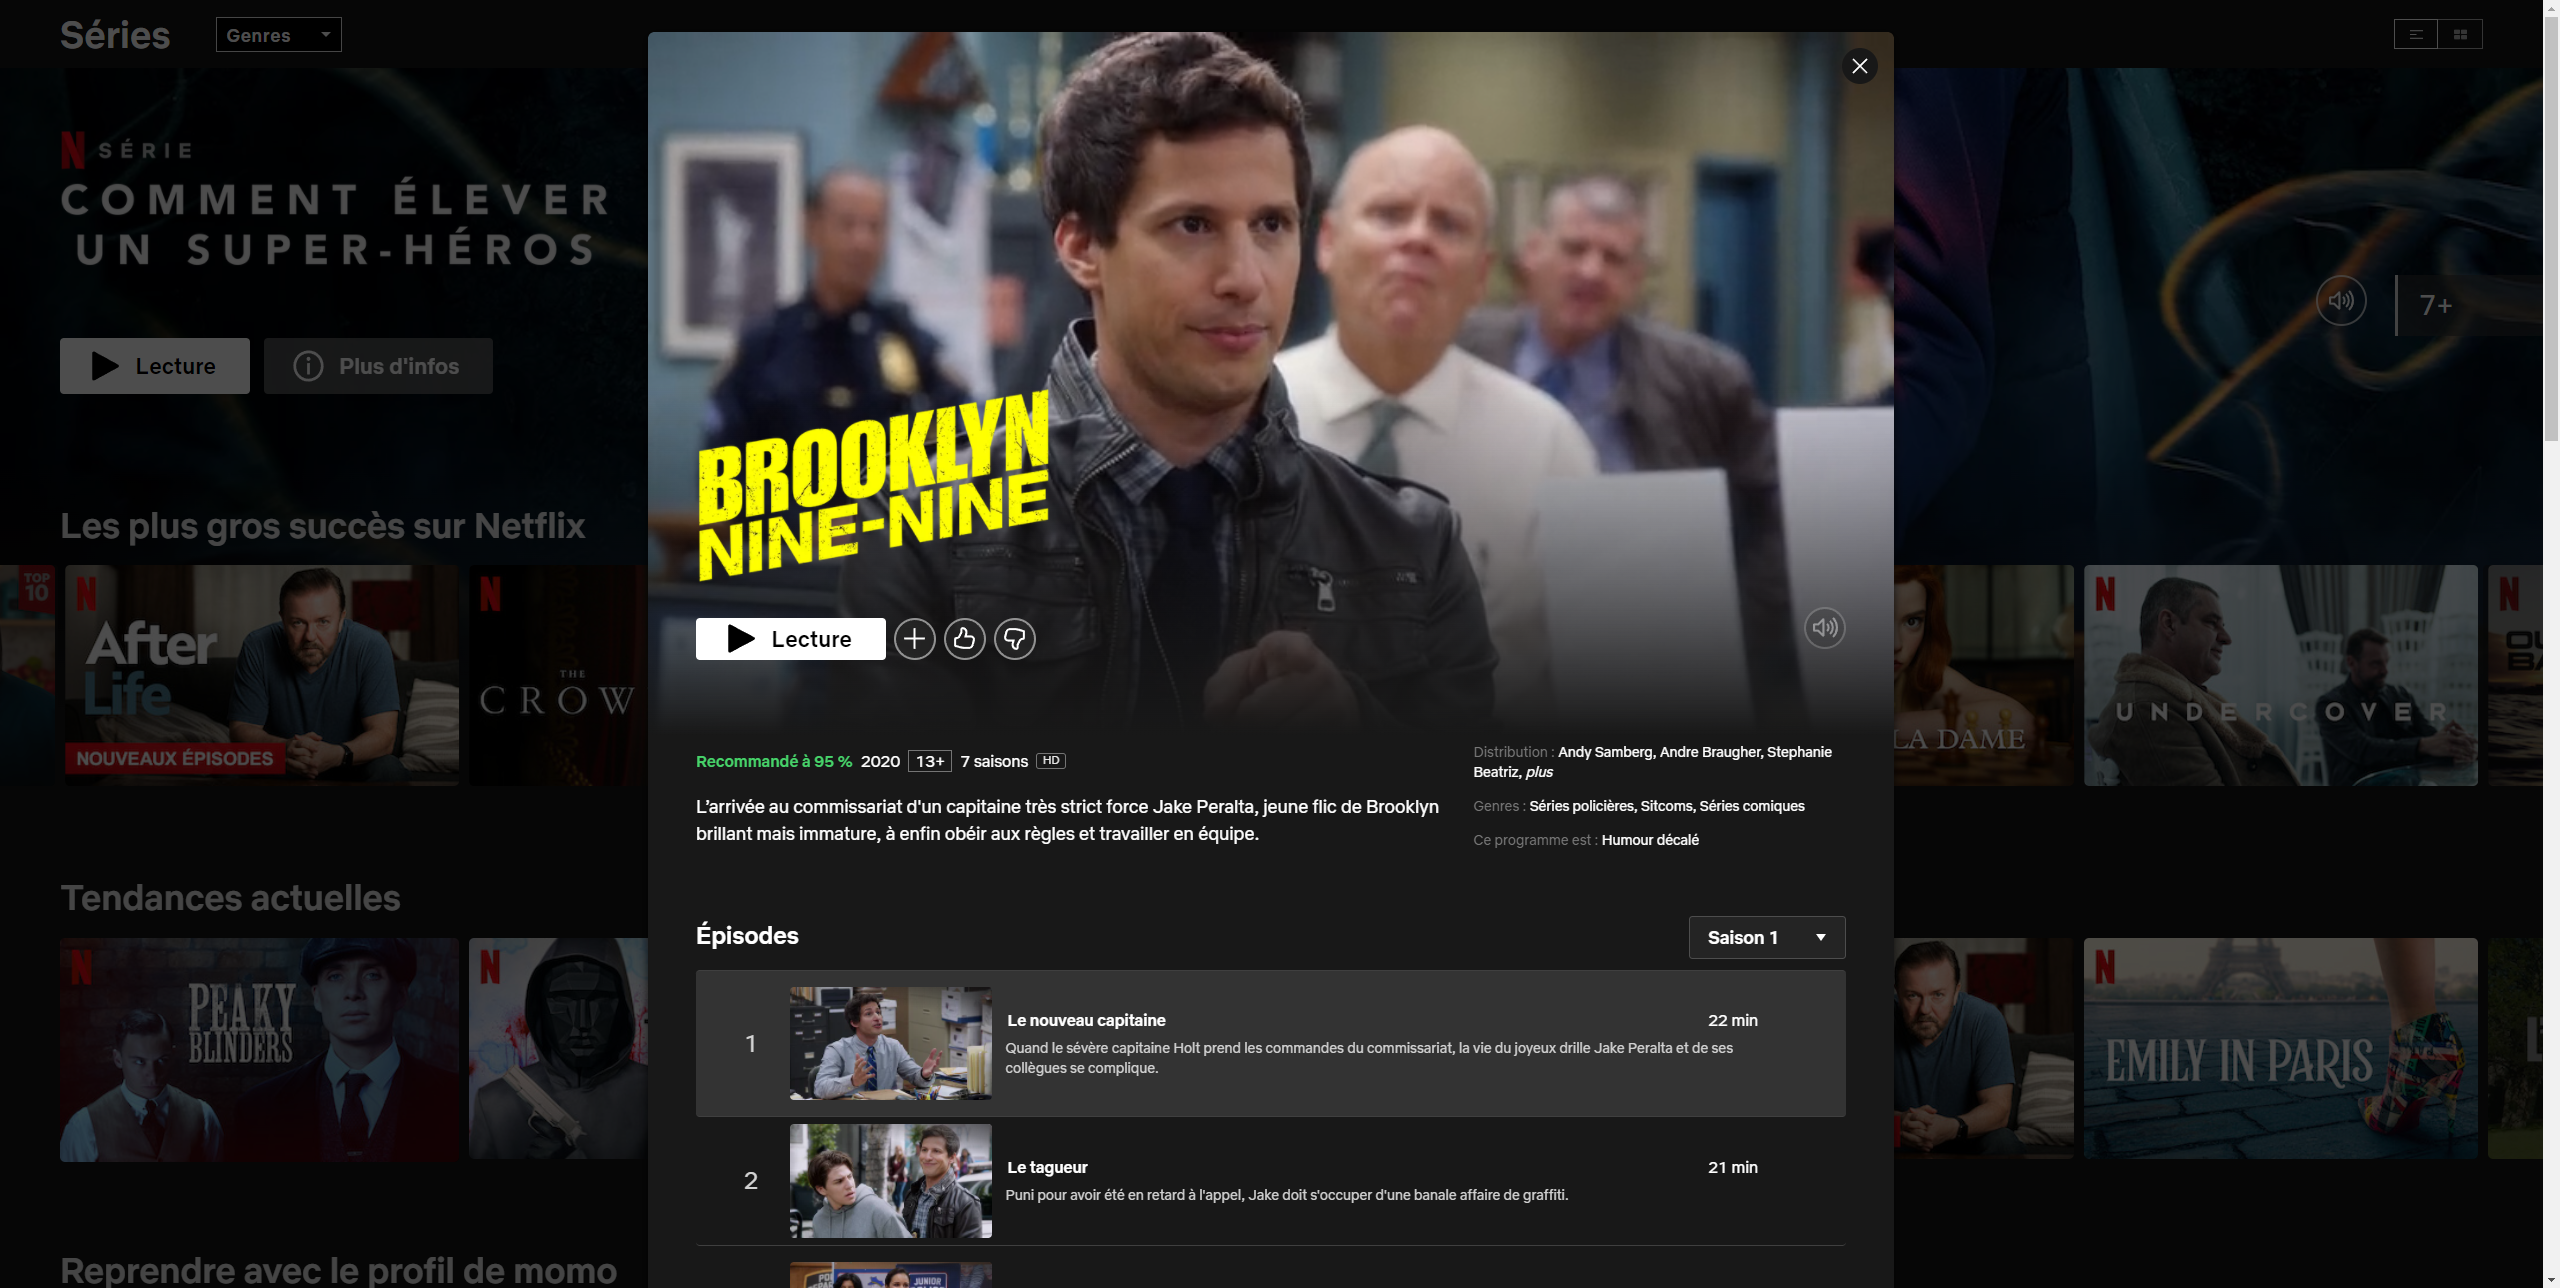 Séries
Genres
N SÉRIE
COMMENT ÉLEVER
UN SUPER-HÉROS
Lecture
Plus d'infos
7+
Les plus gros succès sur Netflix
TOP
10
N
After
Life
NOUVEAUX ÉPISODES
N
THE
CROW
LA DAME
N
UNDERCOVER
N
Tendances actuelles
N
PEAKY
BLINDERS
N
N
EMILY IN PARIS
Reprendre avec le profil de momo
BROOKLYN
NINE-NINE
Lecture
Recommandé à 95 % 2020 13+ 7 saisons HD
L'arrivée au commissariat d'un capitaine très strict force Jake Peralta, jeune flic de Brooklyn
brillant mais immature, à enfin obéir aux règles et travailler en équipe.
Distribution : Andy Samberg, Andre Braugher, Stephanie
Beatriz, plus
Genres : Séries policières, Sitcoms, Séries comiques
Ce programme est : Humour décalé
Épisodes
Saison 1
1
Le nouveau capitaine
22 min
Quand le sévère capitaine Holt prend les commandes du commissariat, la vie du joyeux drille Jake Peralta et de ses
collègues se complique.
2
Le tagueur
21 min
Puni pour avoir été en retard à l'appel, Jake doit s'occuper d'une banale affaire de graffiti.
JUNIOR